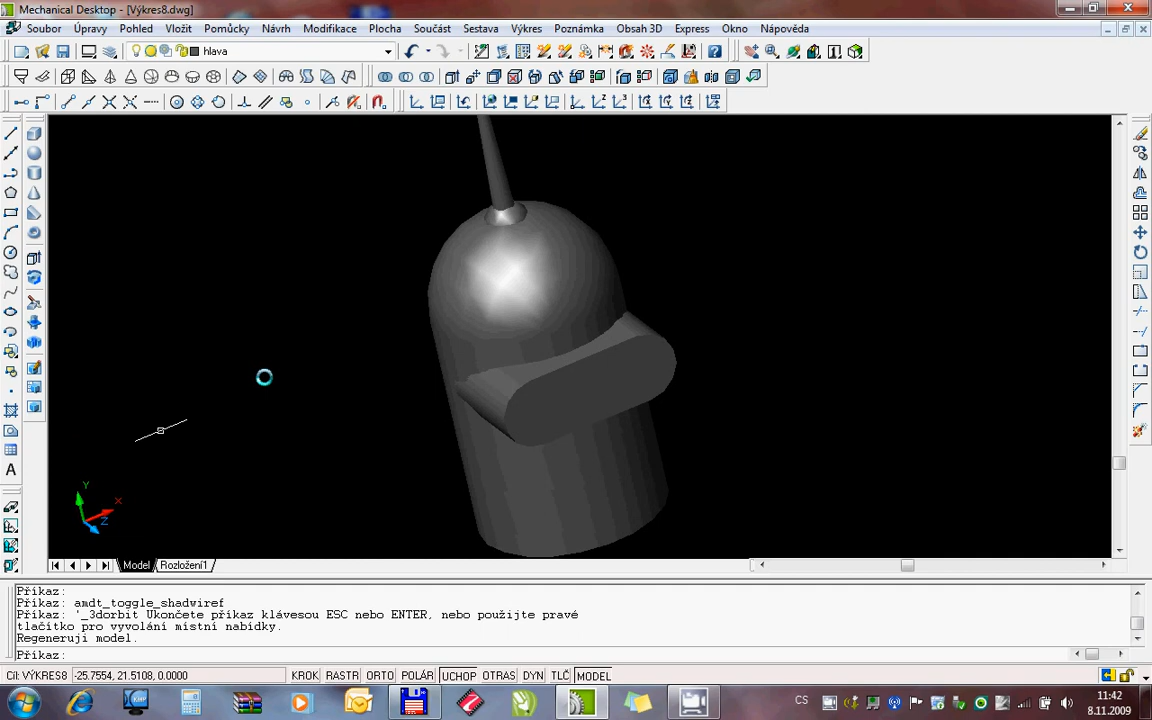 Mechanical Desktop - [Výkres8.dwg]
Soubor Úpravy Pohled Vložit Pomůcky Návrh Modifikace Plocha Součást Sestava Výkres Poznámka Obsah 3D Express Okno Nápověda
hlava
Y
X
Z
Model Rozložení1
Příkaz:
Příkaz: amdt_toggle_shadwiref
Příkaz: '_3dorbit Ukončete příkaz klávesou ESC nebo ENTER, nebo použijte pravé
tlačítko pro vyvolání místní nabídky.
Regeneruji model.
Příkaz:
Cíl: VÝKRES8 -25.7554, 21.5108, 0.0000 KROK RASTR ORTO POLÁR UCHOP OTRAS DYN TLČ MODEL
CS
11:42
8.11.2009